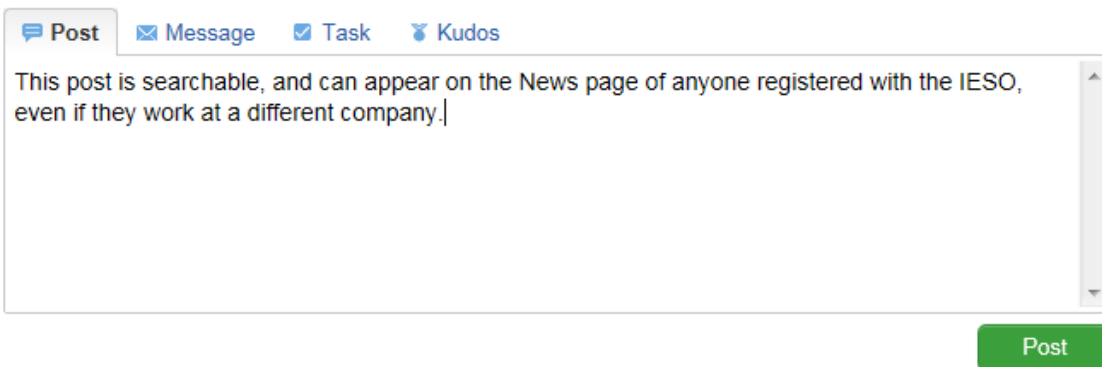 Post Message Task Kudos
This post is searchable, and can appear on the News page of anyone registered with the IESO,
even if they work at a different company.
Post